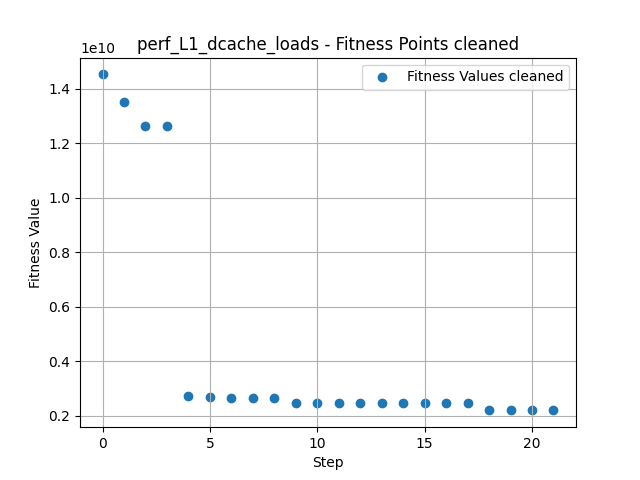 perf_L1_dcache_loads - Fitness Points cleaned
1e10
Fitness Values cleaned
1.4
1.2
1.0
0.8
0.6
0.4
0.2
Fitness Value
0 5 10 15 20
Step